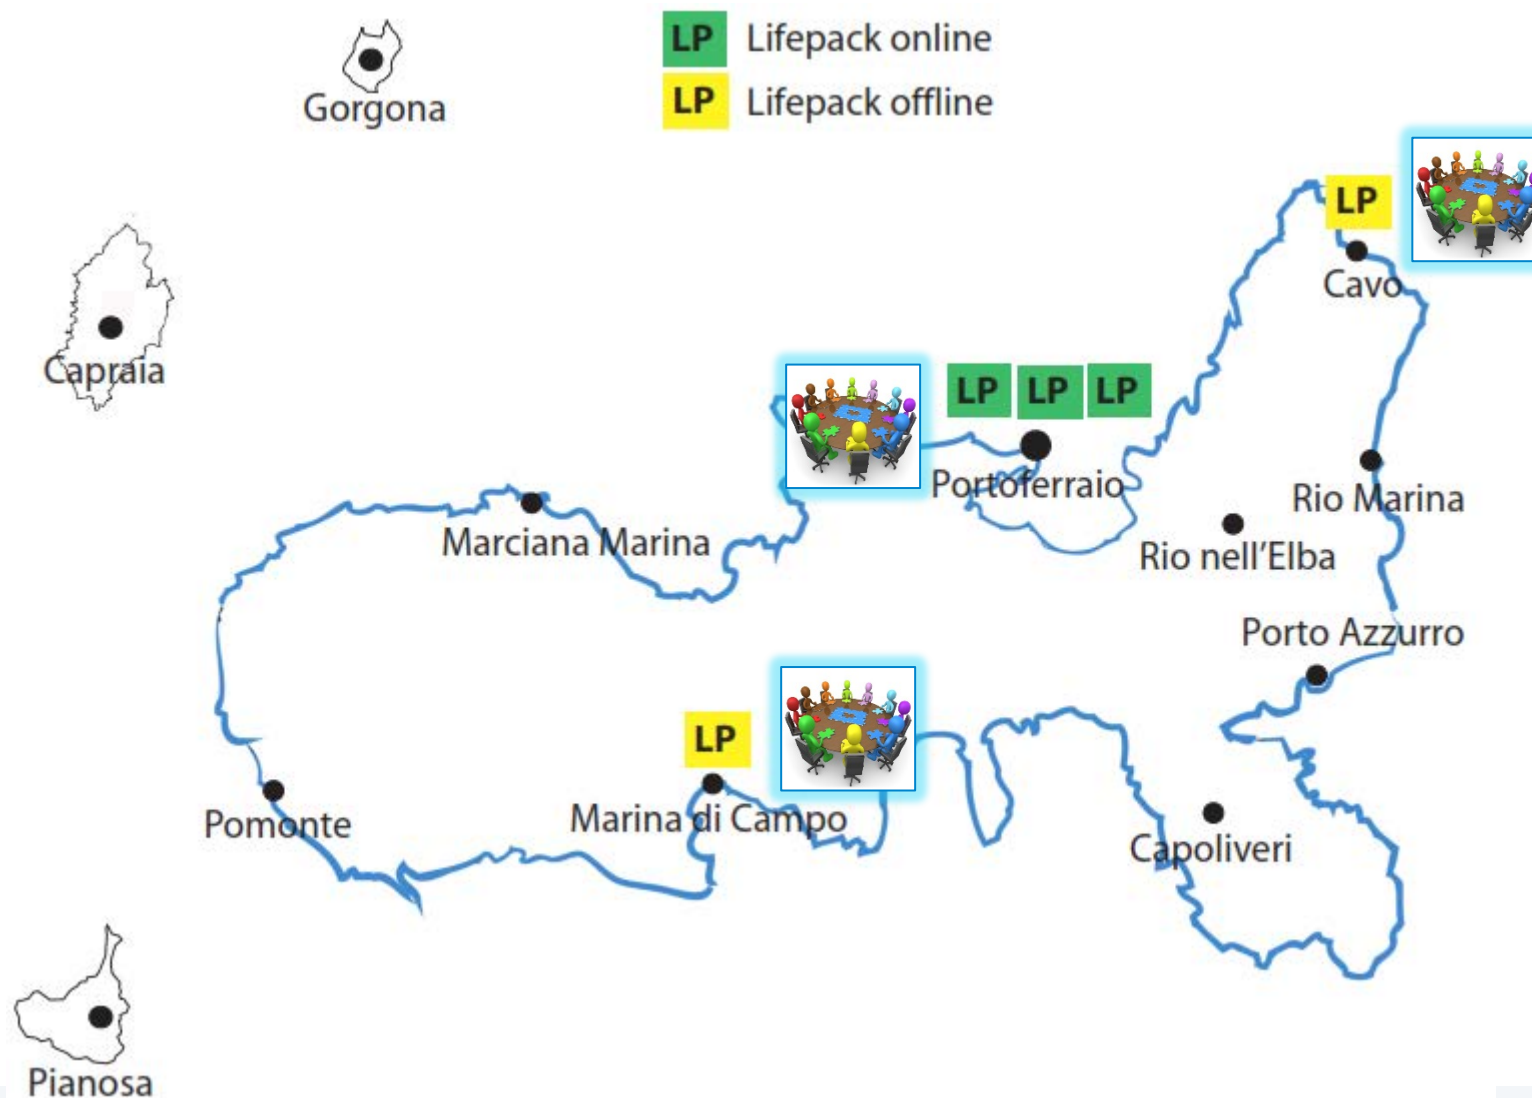 LP Lifepack online
LP Lifepack offline
Gorgona
LP
Cavo
Capraia
LP LP LP
Portoferraio
Rio Marina
Marciana Marina
Rio nell'Elba
Porto Azzurro
LP
Pomonte
Marina di Campo
Capoliveri
Pianosa